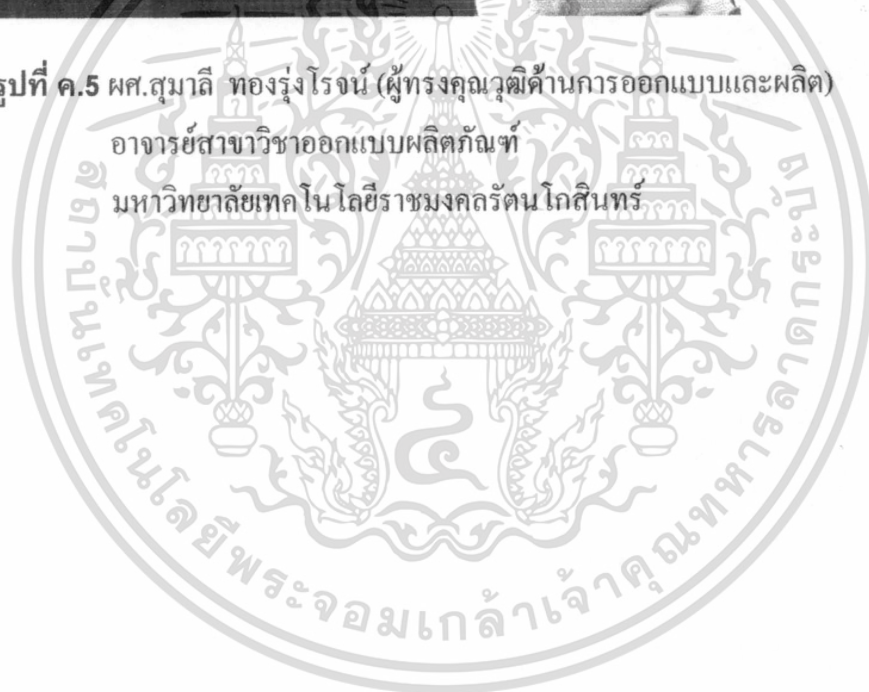 รูปที่ ค.5 ผศ.สุมาลี ทองรุ่งโรจน์ (ผู้ทรงคุณวุฒิด้านการออกแบบและผลิต)
อาจารย์สาขาวิชาออกแบบผลิตภัณฑ์
มหาวิทยาลัยเทคโนโลยีราชมงคลรัตนโกสินทร์
สถาบันเทคโนโลยีพระจอมเกล้าเจ้าคุณทหารลาดกระบัง